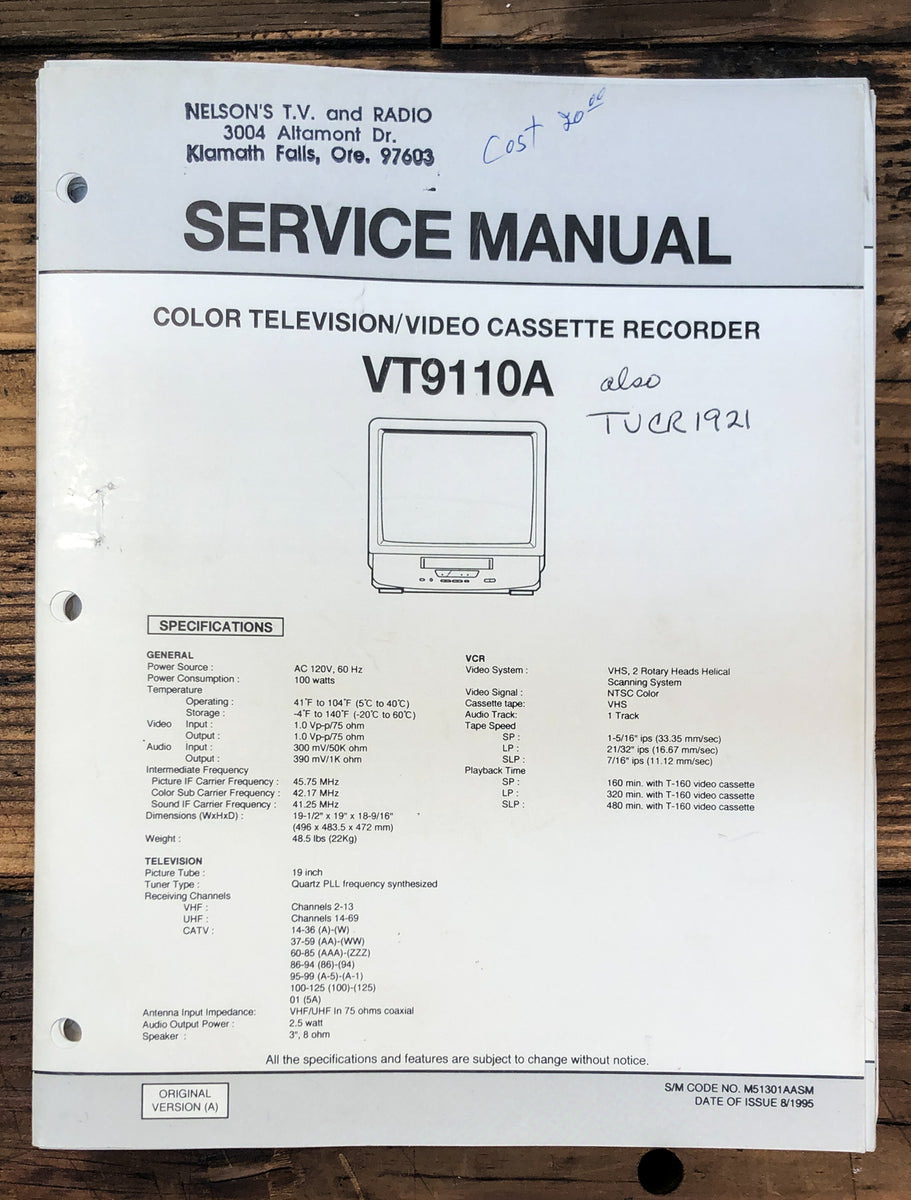 NELSON'S T.V. and RADIO
3004 Altamont Dr.
Klamath Falls, Ore. 97603
Cost 20.00
SERVICE MANUAL
COLOR TELEVISION/VIDEO CASSETTE RECORDER
VT9110A
also
TVCR1921
SPECIFICATIONS
GENERAL
Power Source : AC 120V, 60 Hz
Power Consumption : 100 watts
Temperature
Operating : 41°F to 104°F (5℃ to 40℃)
Storage : -4°F to 140°F (-20℃ to 60℃)
Video Input : 1.0 Vp-p/75 ohm
Output : 1.0 Vp-p/75 ohm
Audio Input : 300 mV/50K ohm
Output : 390 mV/1K ohm
Intermediate Frequency
Picture IF Carrier Frequency : 45.75 MHz
Color Sub Carrier Frequency : 42.17 MHz
Sound IF Carrier Frequency : 41.25 MHz
Dimensions (WxHxD) : 19-1/2" x 19" x 18-9/16"
(496 x 483.5 x 472 mm)
Weight : 48.5 lbs (22Kg)
TELEVISION
Picture Tube : 19 inch
Tuner Type : Quartz PLL frequency synthesized
Receiving Channels
VHF : Channels 2-13
UHF : Channels 14-69
CATV : 14-36 (A)-(W)
37-59 (AA)-(WW)
60-85 (AAA)-(ZZZ)
86-94 (86)-(94)
95-99 (A-5)-(A-1)
100-125 (100)-(125)
01 (5A)
Antenna Input Impedance: VHF/UHF In 75 ohms coaxial
Audio Output Power : 2.5 watt
Speaker : 3", 8 ohm
VCR
Video System : VHS, 2 Rotary Heads Helical
Scanning System
Video Signal : NTSC Color
Cassette tape: VHS
Audio Track: 1 Track
Tape Speed
SP : 1-5/16" ips (33.35 mm/sec)
LP : 21/32" ips (16.67 mm/sec)
SLP : 7/16" ips (11.12 mm/sec)
Playback Time
SP : 160 min. with T-160 video cassette
LP : 320 min. with T-160 video cassette
SLP : 480 min. with T-160 video cassette
All the specifications and features are subject to change without notice.
ORIGINAL
VERSION (A)
S/M CODE NO. M51301AASM
DATE OF ISSUE 8/1995